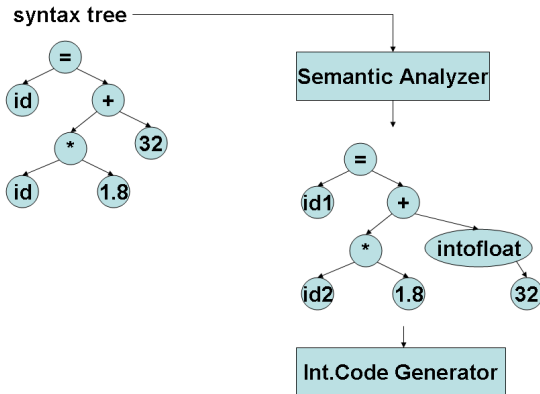 syntax tree
=
id
+
*
32
id
1.8
Semantic Analyzer
=
id1
+
*
intofloat
id2
1.8
32
Int.Code Generator